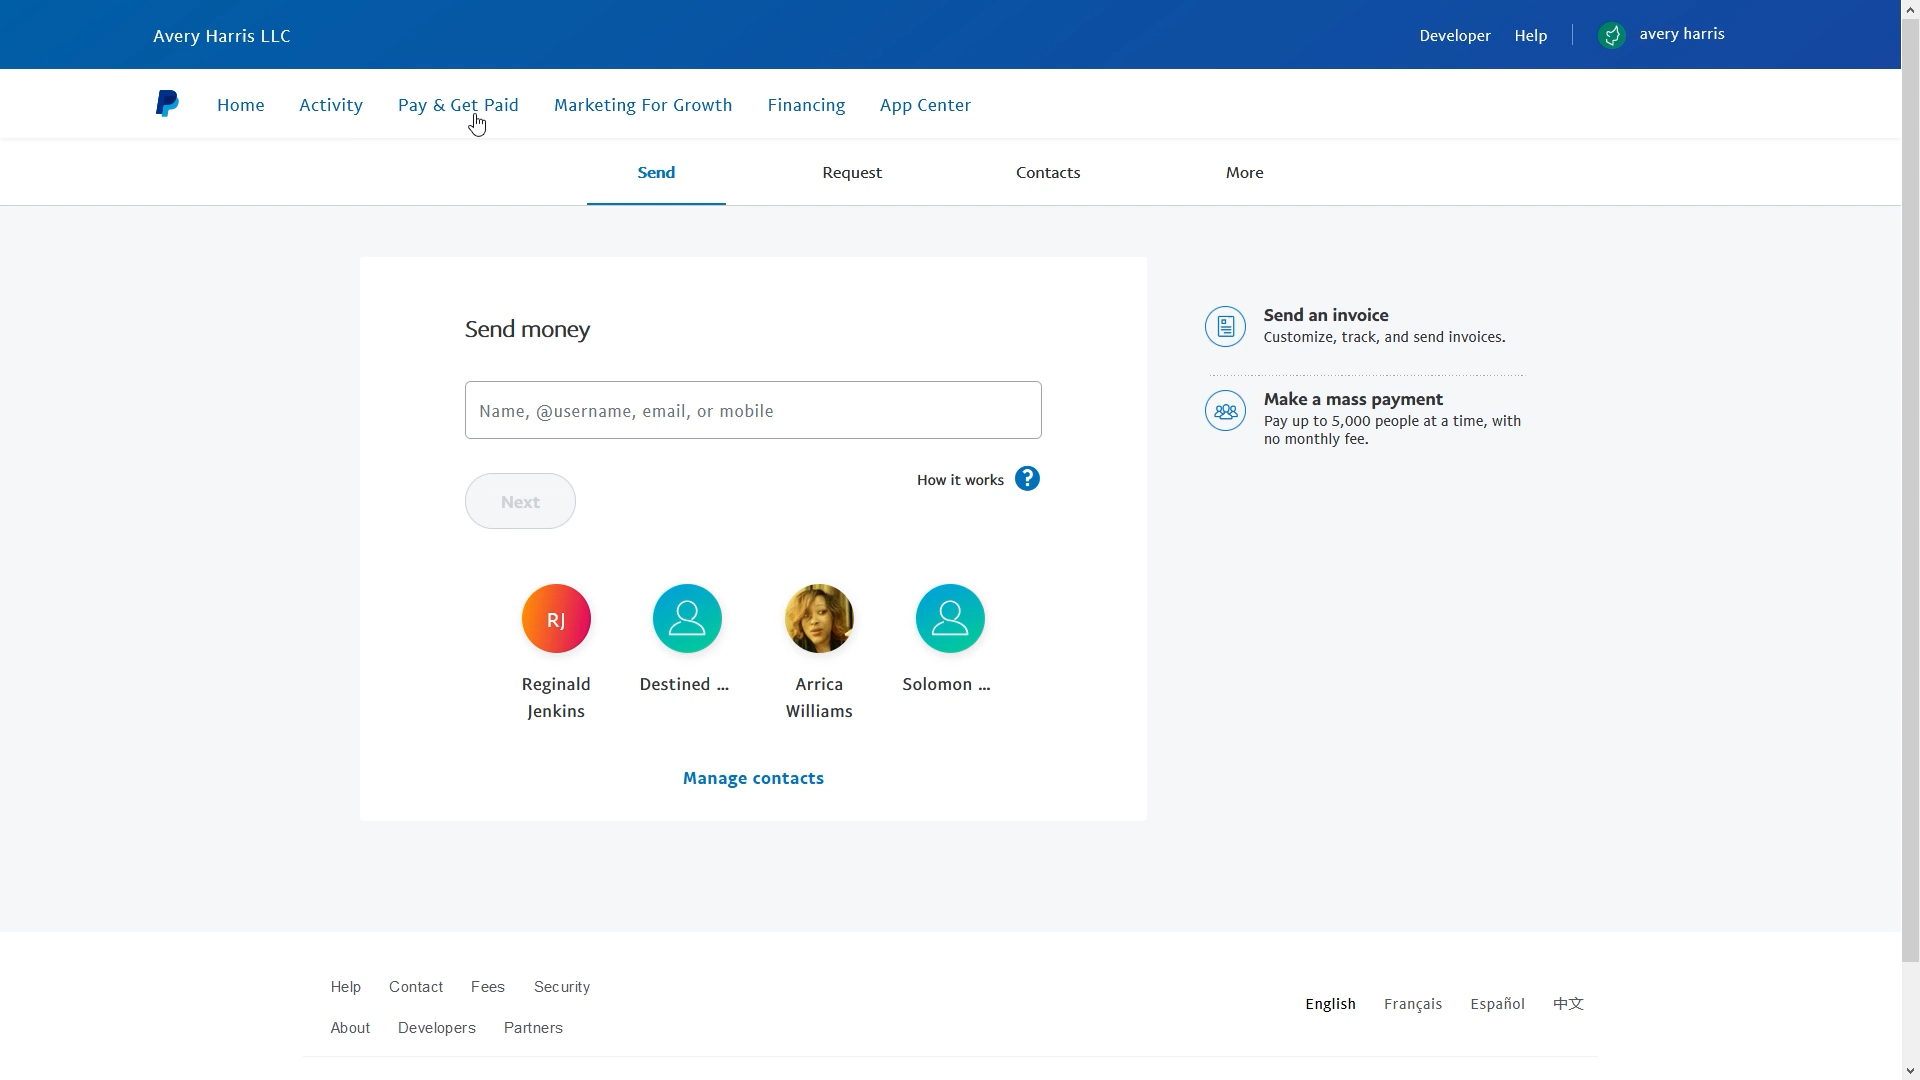 Avery Harris LLC
Developer Help avery harris
Home Activity Pay & Get Paid Marketing For Growth Financing App Center
Send Request Contacts More
Send money
Name, @username, email, or mobile
How it works ?
Next
RJ
Reginald
Jenkins
Destined ...
Arrica
Williams
Solomon ...
Manage contacts
Send an invoice
Customize, track, and send invoices.
Make a mass payment
Pay up to 5,000 people at a time, with
no monthly fee.
Help Contact Fees Security
About Developers Partners
English Français Español 中文